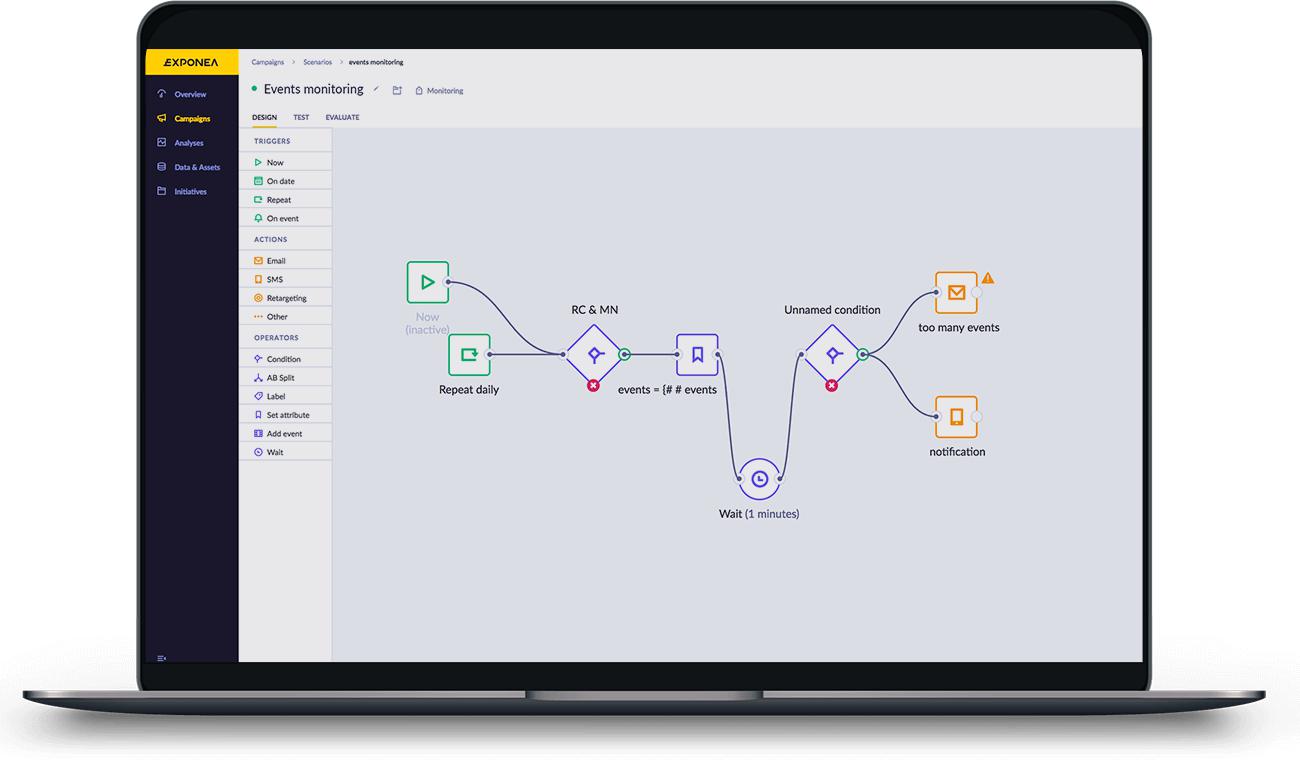 EXPONEA
Campaigns > Scenarios > events monitoring
Overview
Campaigns
Analyses
Data & Assets
Initiatives
Events monitoring
Monitoring
DESIGN TEST EVALUATE
TRIGGERS
Now
On date
Repeat
On event
ACTIONS
Email
SMS
Retargeting
Other
OPERATORS
Condition
AB Split
Label
Set attribute
Add event
Wait
Now
(inactive)
Repeat daily
RC & MN
events = {# # events
Wait (1 minutes)
Unnamed condition
too many events
notification